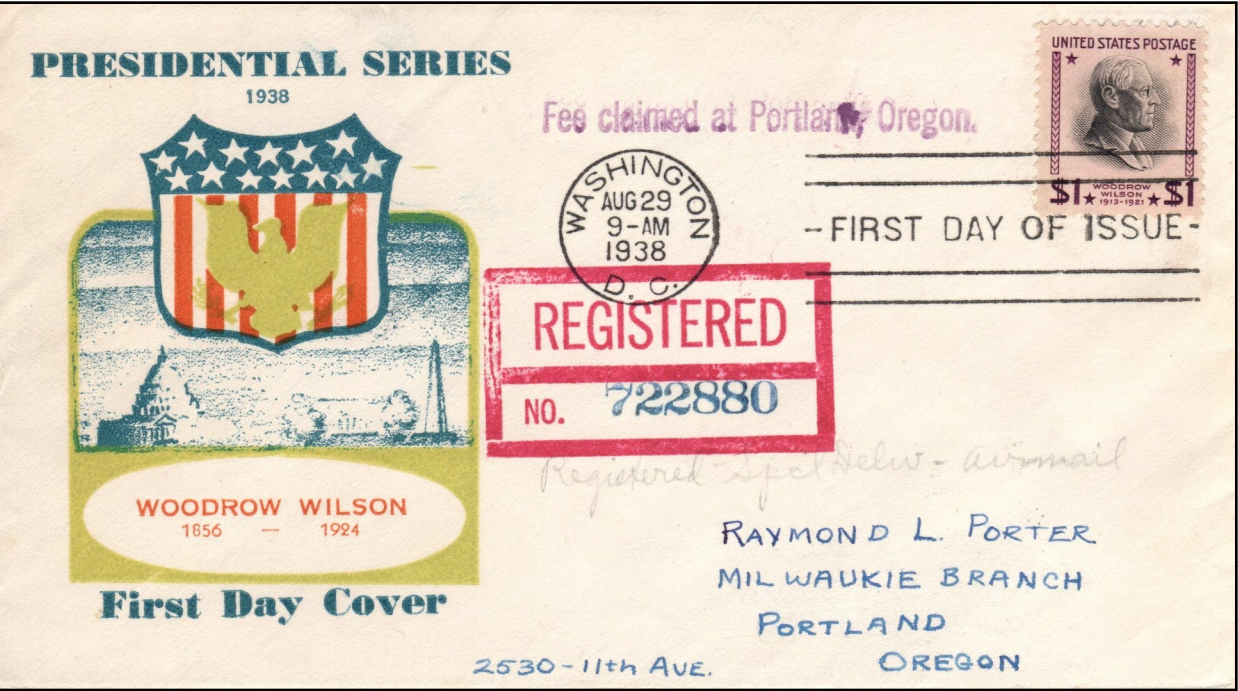 PRESIDENTIAL SERIES
1938
UNITED STATES POSTAGE
$1 WOODROW WILSON 1913-1921 $1
Fee claimed at Portland, Oregon.
WASHINGTON
AUG 29
9-AM
1938
D. C.
-FIRST DAY OF ISSUE-
REGISTERED
NO. 722880
Registered - Spcl Deliv - airmail
WOODROW WILSON
1856 — 1924
First Day Cover
RAYMOND L. PORTER
MILWAUKIE BRANCH
PORTLAND
OREGON
2530-11th AVE.